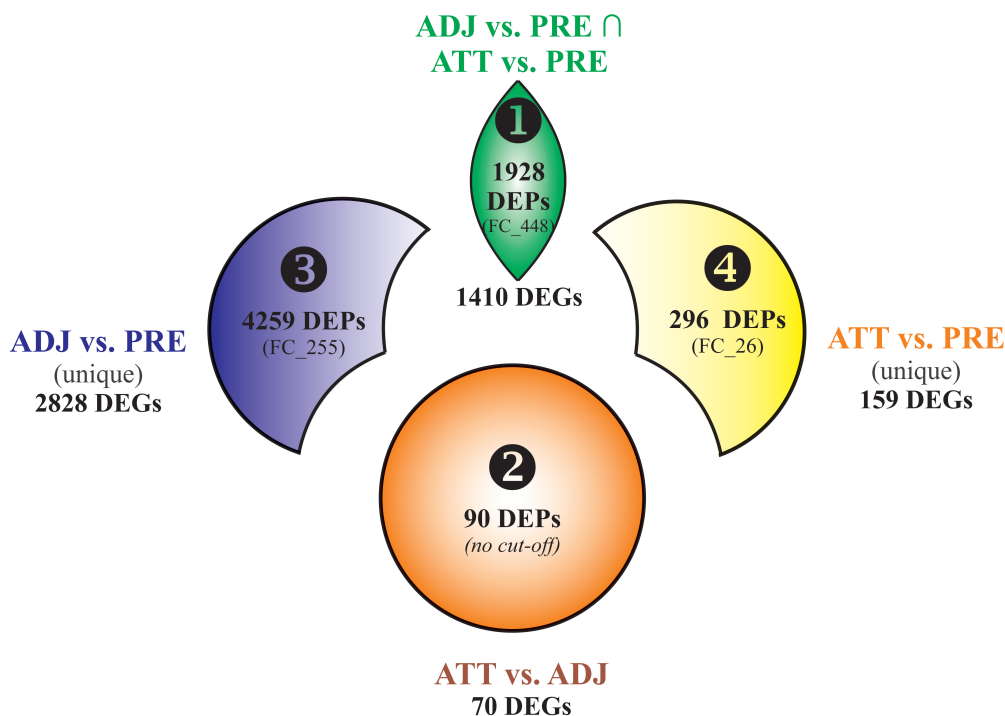 ADJ vs. PRE ∩
ATT vs. PRE
1
1928
DEPs
(FC_448)
1410 DEGs
3
4259 DEPs
(FC_255)
ADJ vs. PRE
(unique)
2828 DEGs
4
296 DEPs
(FC_26)
ATT vs. PRE
(unique)
159 DEGs
2
90 DEPs
(no cut-off)
ATT vs. ADJ
70 DEGs